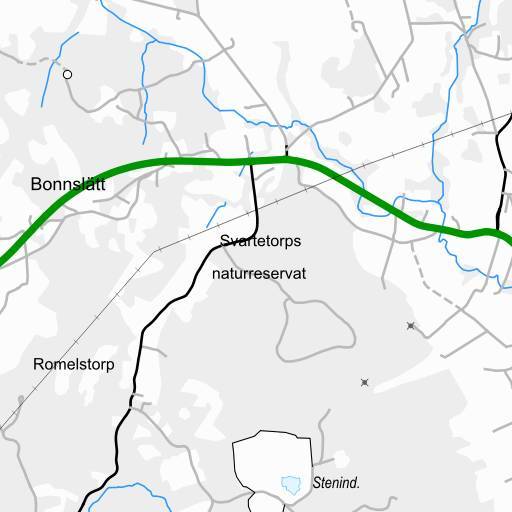 Bonnslätt
Svartetorps
naturreservat
Romelstorp
Stenind.